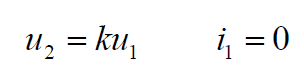 u₂ = ku₁    i₁ = 0